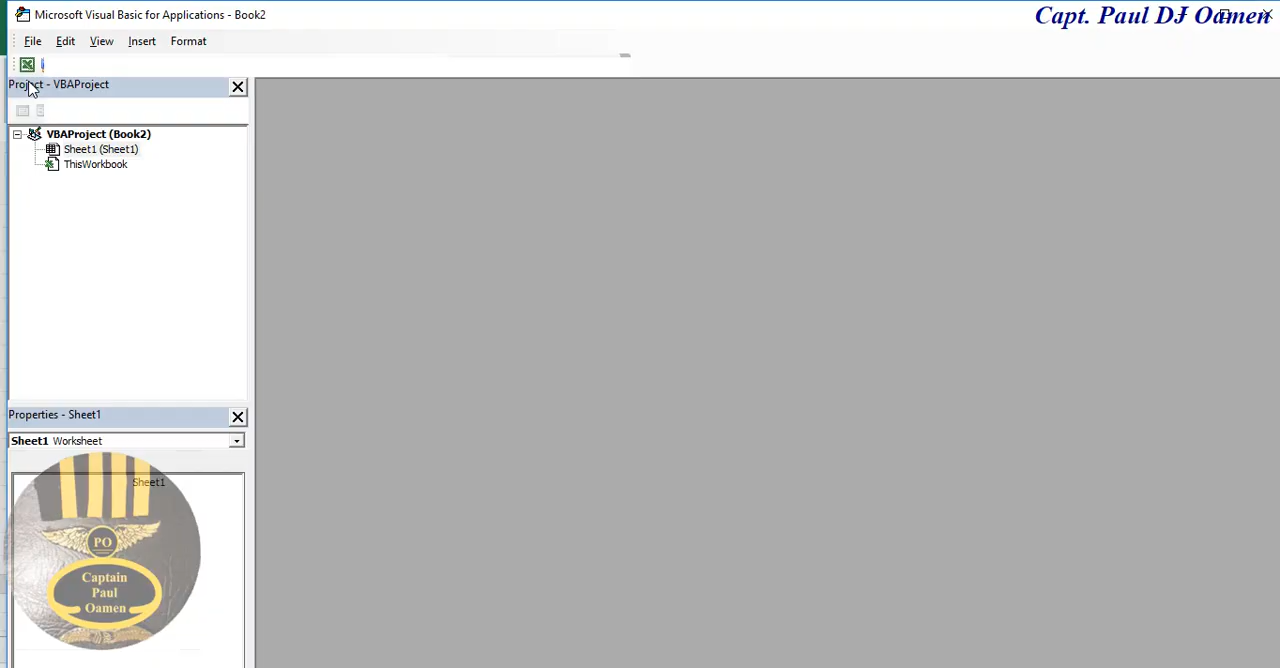 Microsoft Visual Basic for Applications - Book2
Capt. Paul DJ Oamen
File Edit View Insert Format
Project - VBAProject
VBAProject (Book2)
Sheet1 (Sheet1)
ThisWorkbook
Properties - Sheet1
Sheet1 Worksheet
Sheet1
PO
Captain
Paul
Oamen